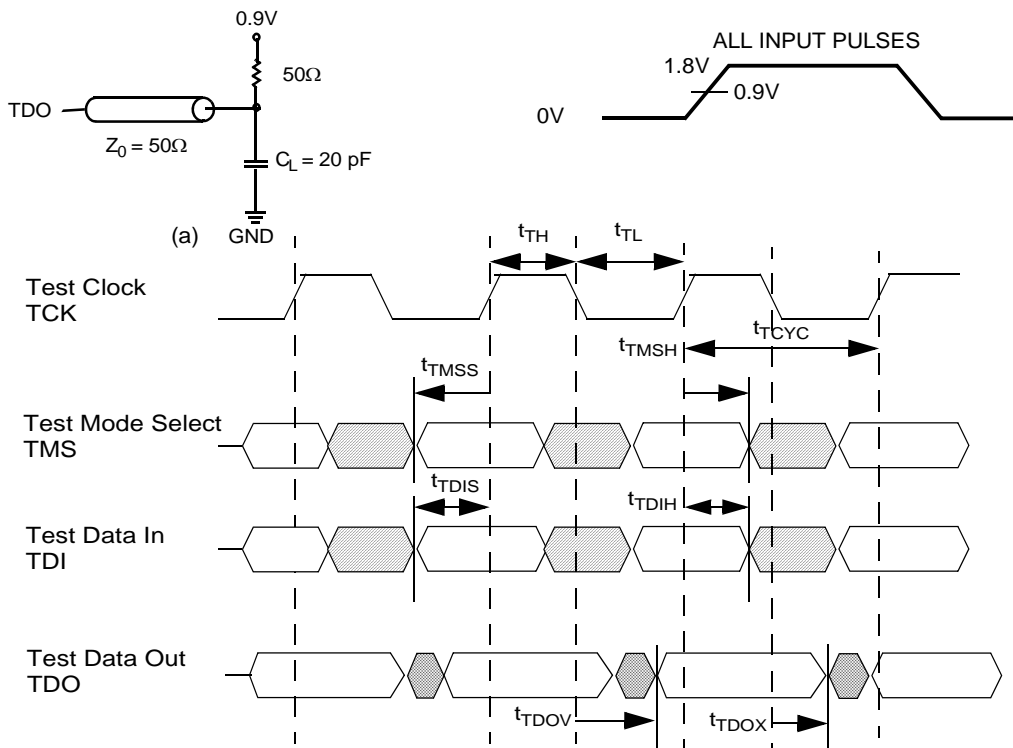 0.9V
ALL INPUT PULSES
50Ω
1.8V
0.9V
TDO
0V
Z0 = 50Ω
CL = 20 pF
(a)
GND
tTH
tTL
Test Clock
TCK
tTMSH
tTCYC
tTMSS
Test Mode Select
TMS
tTDIS
tTDIH
Test Data In
TDI
Test Data Out
TDO
tTDOV
tTDOX